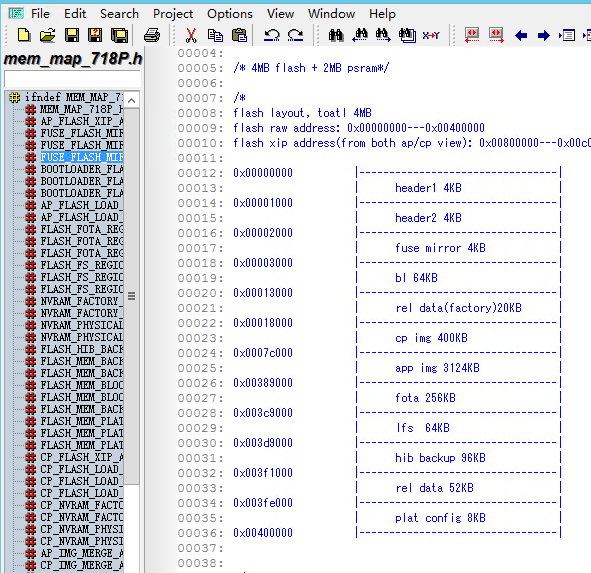 File Edit Search Project Options View Window Help
mem_map_718P.h
ifndef MEM_MAP_71
MEM_MAP_718P_H
AP_FLASH_XIP_A
FUSE_FLASH_MIR
FUSE_FLASH_MIR
FUSE_FLASH_MIR
BOOTLOADER_FLA
BOOTLOADER_FLA
BOOTLOADER_FLA
AP_FLASH_LOAD_
AP_FLASH_LOAD_
FLASH_FOTA_REG
FLASH_FOTA_REG
FLASH_FOTA_REG
FLASH_FS_REGIO
FLASH_FS_REGIO
FLASH_FS_REGIO
NVRAM_FACTORY_
NVRAM_FACTORY_
NVRAM_PHYSICAL
NVRAM_PHYSICAL
FLASH_HIB_BACK
FLASH_MEM_BACK
FLASH_MEM_BLOC
FLASH_MEM_BLOC
FLASH_MEM_BACK
FLASH_MEM_PLAT
FLASH_MEM_PLAT
FLASH_MEM_PLAT
CP_FLASH_XIP_A
CP_FLASH_LOAD_
CP_FLASH_LOAD_
CP_FLASH_LOAD_
CP_NVRAM_FACTO
CP_NVRAM_FACTO
CP_NVRAM_PHYSI
CP_NVRAM_PHYSI
AP_IMG_MERGE_A
CP_IMG_MERGE_A
00004:
00005: /* 4MB flash + 2MB psram*/
00006:
00007: /*
00008: flash layout, toatl 4MB
00009: flash raw address: 0x00000000---0x00400000
00010: flash xip address(from both ap/cp view): 0x00800000---0x00c0
00011:
00012: 0x00000000 |---------------------------------|
00013: | header1 4KB |
00014: 0x00001000 |---------------------------------|
00015: | header2 4KB |
00016: 0x00002000 |---------------------------------|
00017: | fuse mirror 4KB |
00018: 0x00003000 |---------------------------------|
00019: | bl 64KB |
00020: 0x00013000 |---------------------------------|
00021: | rel data(factory)20KB |
00022: 0x00018000 |---------------------------------|
00023: | cp img 400KB |
00024: 0x0007c000 |---------------------------------|
00025: | app img 3124KB |
00026: 0x00389000 |---------------------------------|
00027: | fota 256KB |
00028: 0x003c9000 |---------------------------------|
00029: | lfs 64KB |
00030: 0x003d9000 |---------------------------------|
00031: | hib backup 96KB |
00032: 0x003f1000 |---------------------------------|
00033: | rel data 52KB |
00034: 0x003fe000 |---------------------------------|
00035: | plat config 8KB |
00036: 0x00400000 |---------------------------------|
00037:
00038: